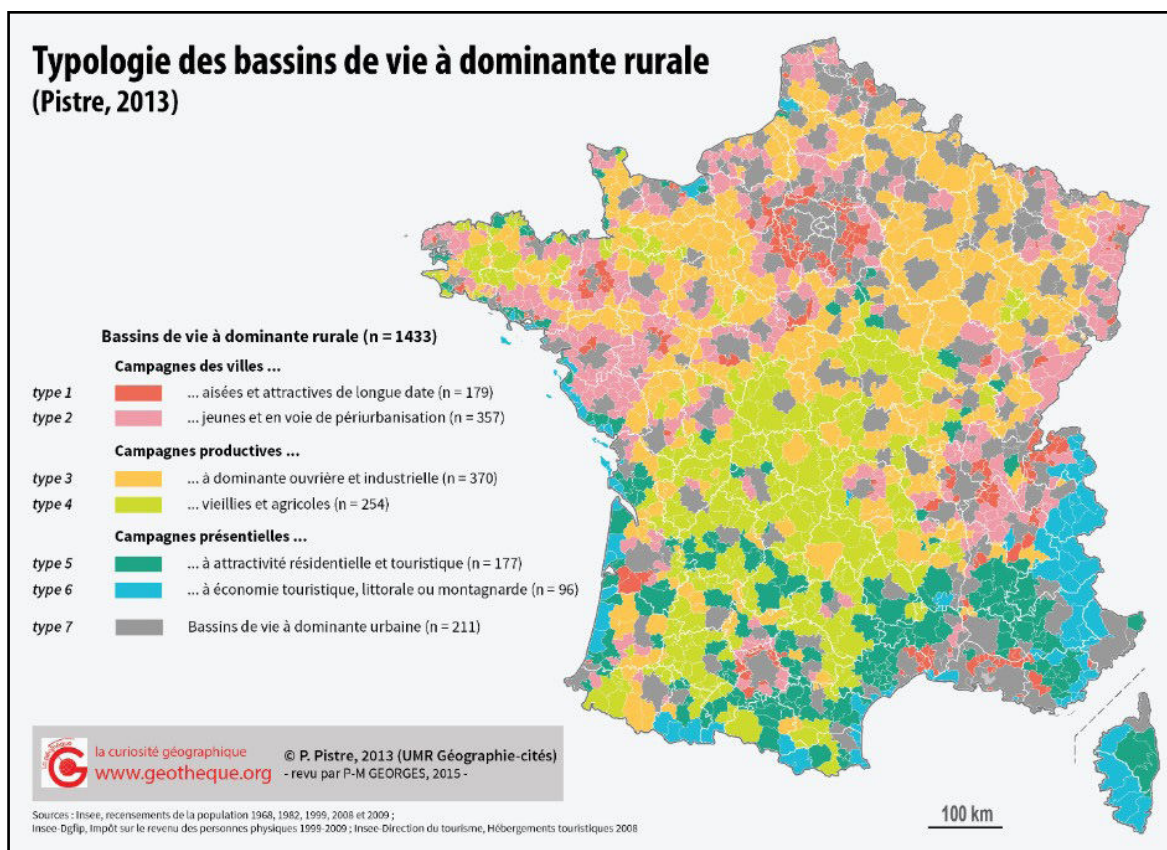 Typologie des bassins de vie à dominante rurale
(Pistre, 2013)
Bassins de vie à dominante rurale (n = 1433)
Campagnes des villes ...
type 1 ... aisées et attractives de longue date (n = 179)
type 2 ... jeunes et en voie de périurbanisation (n = 357)
Campagnes productives ...
type 3 ... à dominante ouvrière et industrielle (n = 370)
type 4 ... vieillies et agricoles (n = 254)
Campagnes présentielles ...
type 5 ... à attractivité résidentielle et touristique (n = 177)
type 6 ... à économie touristique, littorale ou montagnarde (n = 96)
type 7 Bassins de vie à dominante urbaine (n = 211)
la curiosité géographique
www.geotheque.org
© P. Pistre, 2013 (UMR Géographie-cités)
- revu par P-M GEORGES, 2015 -
Sources : Insee, recensements de la population 1968, 1982, 1999, 2008 et 2009 ;
Insee-Dgfip, Impôt sur le revenu des personnes physiques 1999-2009 ; Insee-Direction du tourisme, Hébergements touristiques 2008
100 km